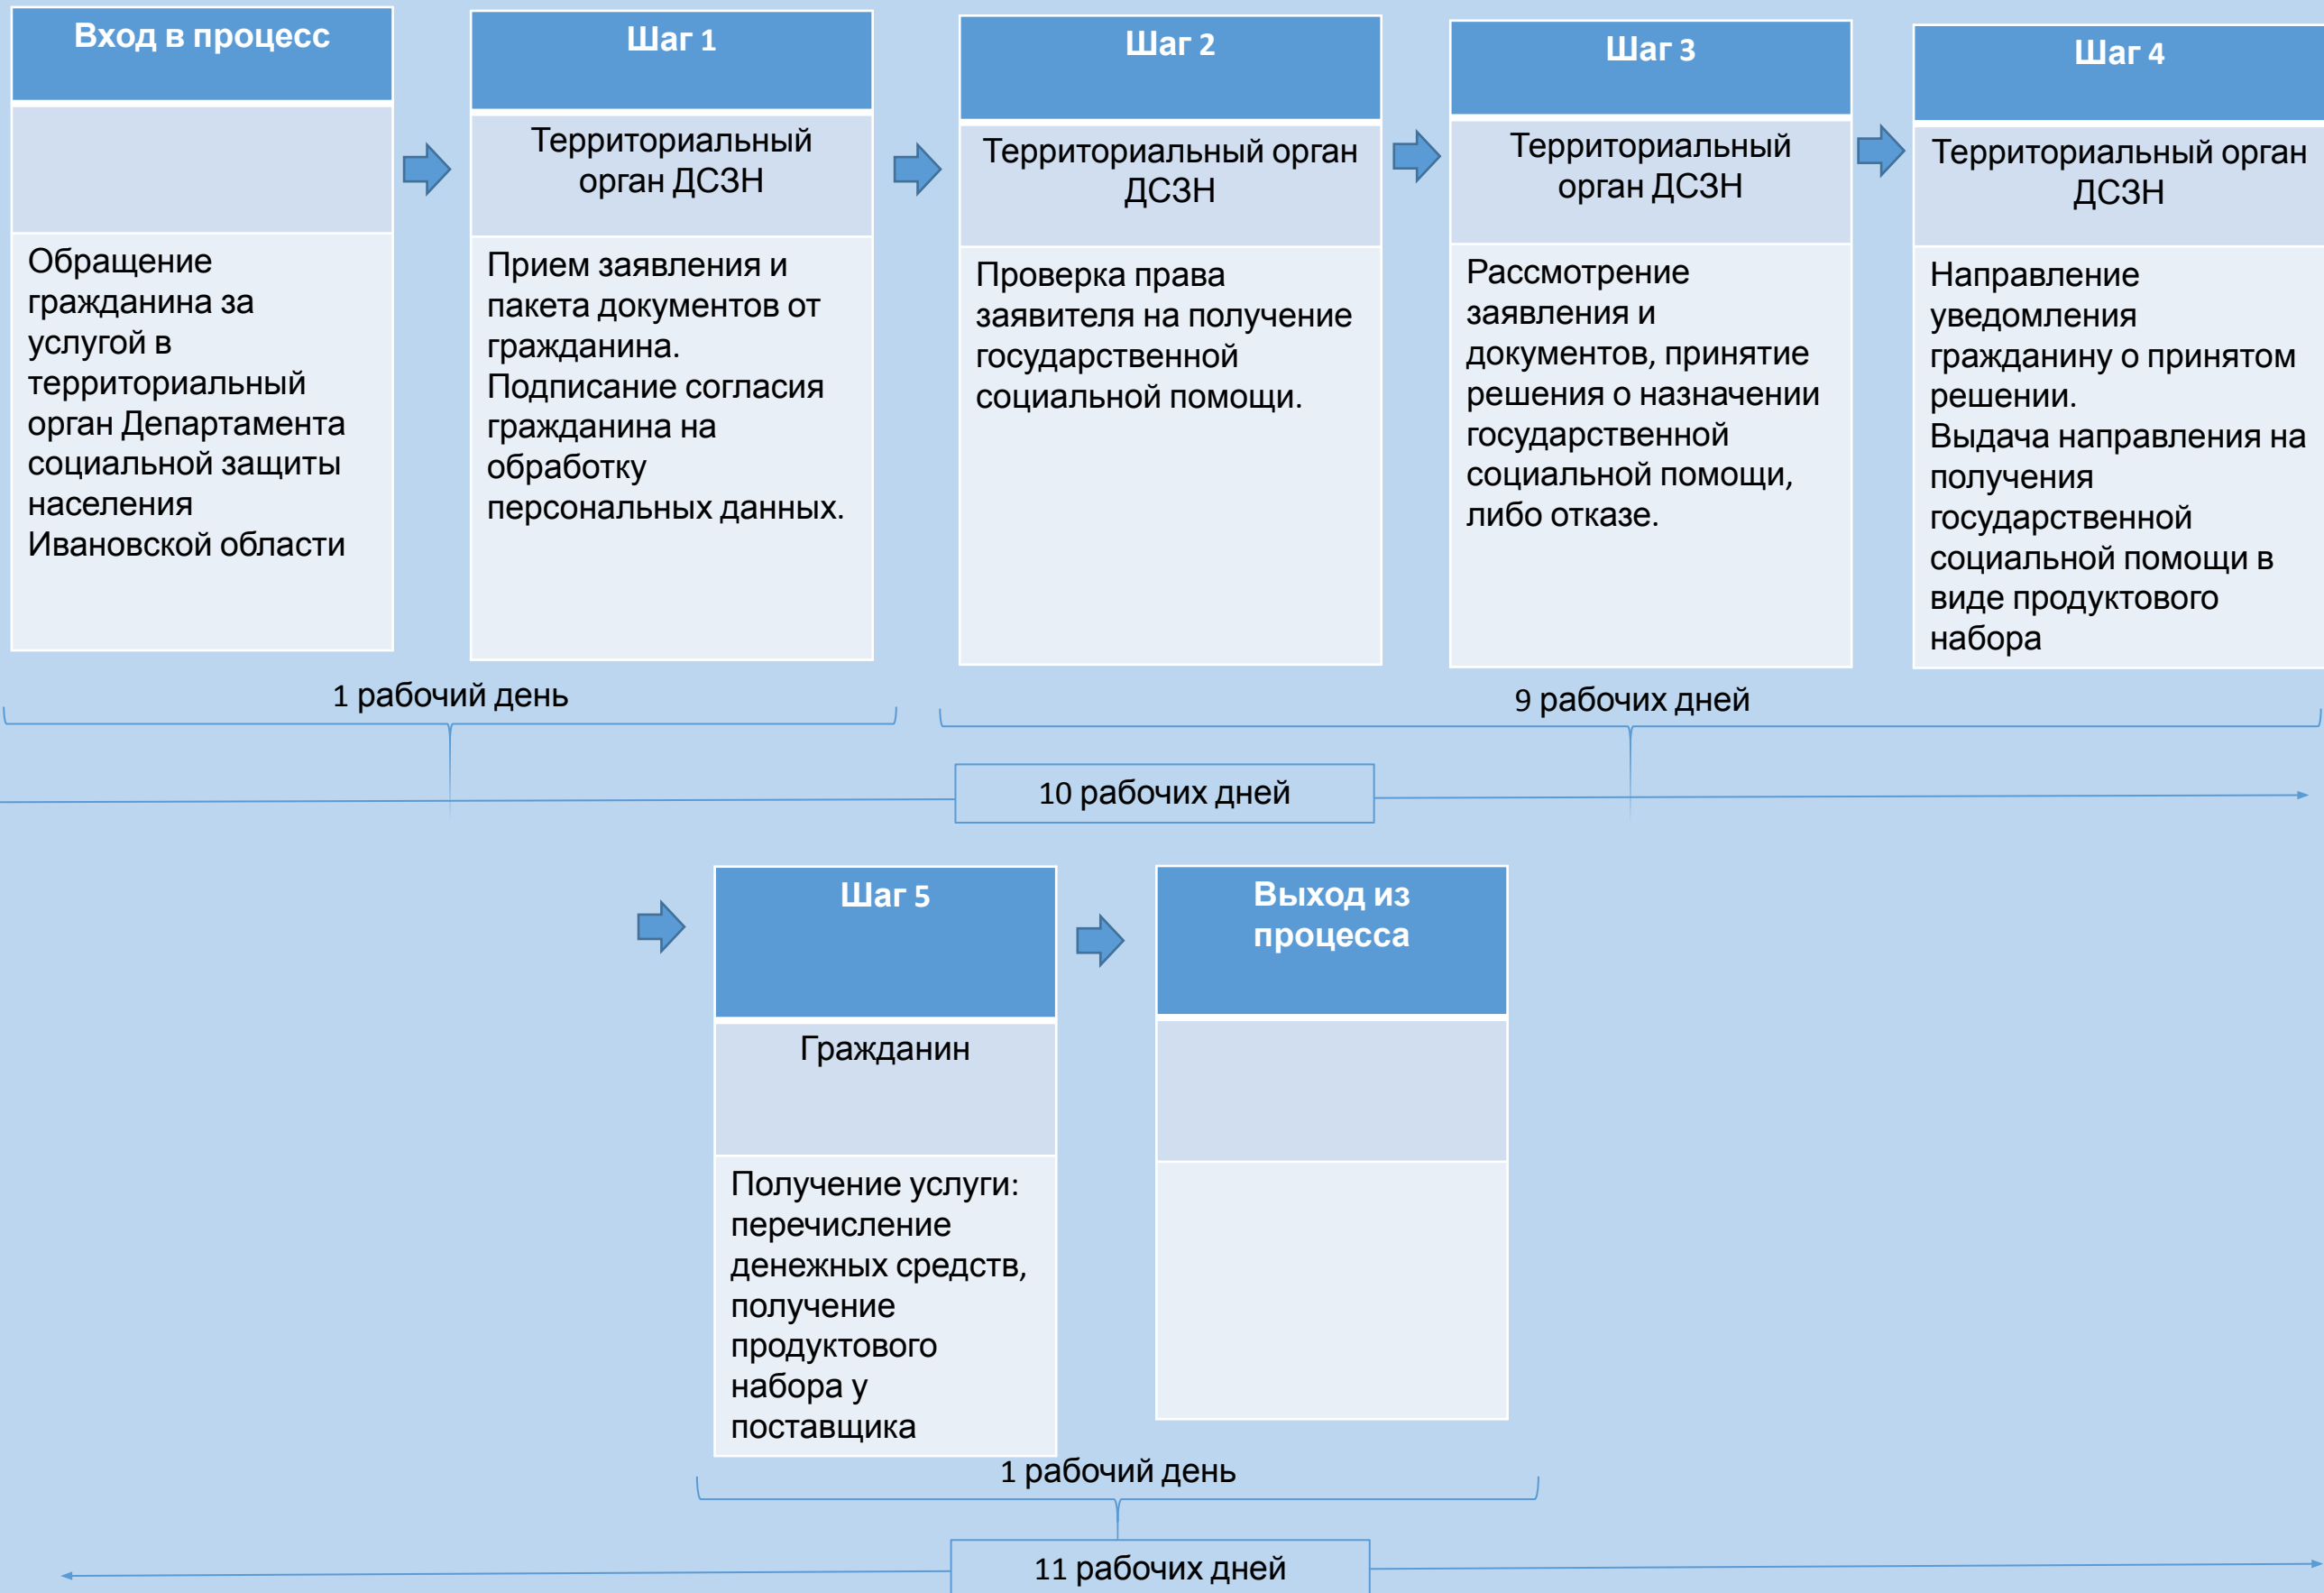 Вход в процесс
Обращение
гражданина за
услугой в
территориальный
орган Департамента
социальной защиты
населения
Ивановской области
Шаг 1
Территориальный
орган ДСЗН
Прием заявления и
пакета документов от
гражданина.
Подписание согласия
гражданина на
обработку
персональных данных.
Шаг 2
Территориальный орган
ДСЗН
Проверка права
заявителя на получение
государственной
социальной помощи.
Шаг 3
Территориальный
орган ДСЗН
Рассмотрение
заявления и
документов, принятие
решения о назначении
государственной
социальной помощи,
либо отказе.
Шаг 4
Территориальный орган
ДСЗН
Направление
уведомления
гражданину о принятом
решении.
Выдача направления на
получения
государственной
социальной помощи в
виде продуктового
набора
1 рабочий день
9 рабочих дней
10 рабочих дней
Шаг 5
Гражданин
Получение услуги:
перечисление
денежных средств,
получение
продуктового
набора у
поставщика
Выход из
процесса
1 рабочий день
11 рабочих дней